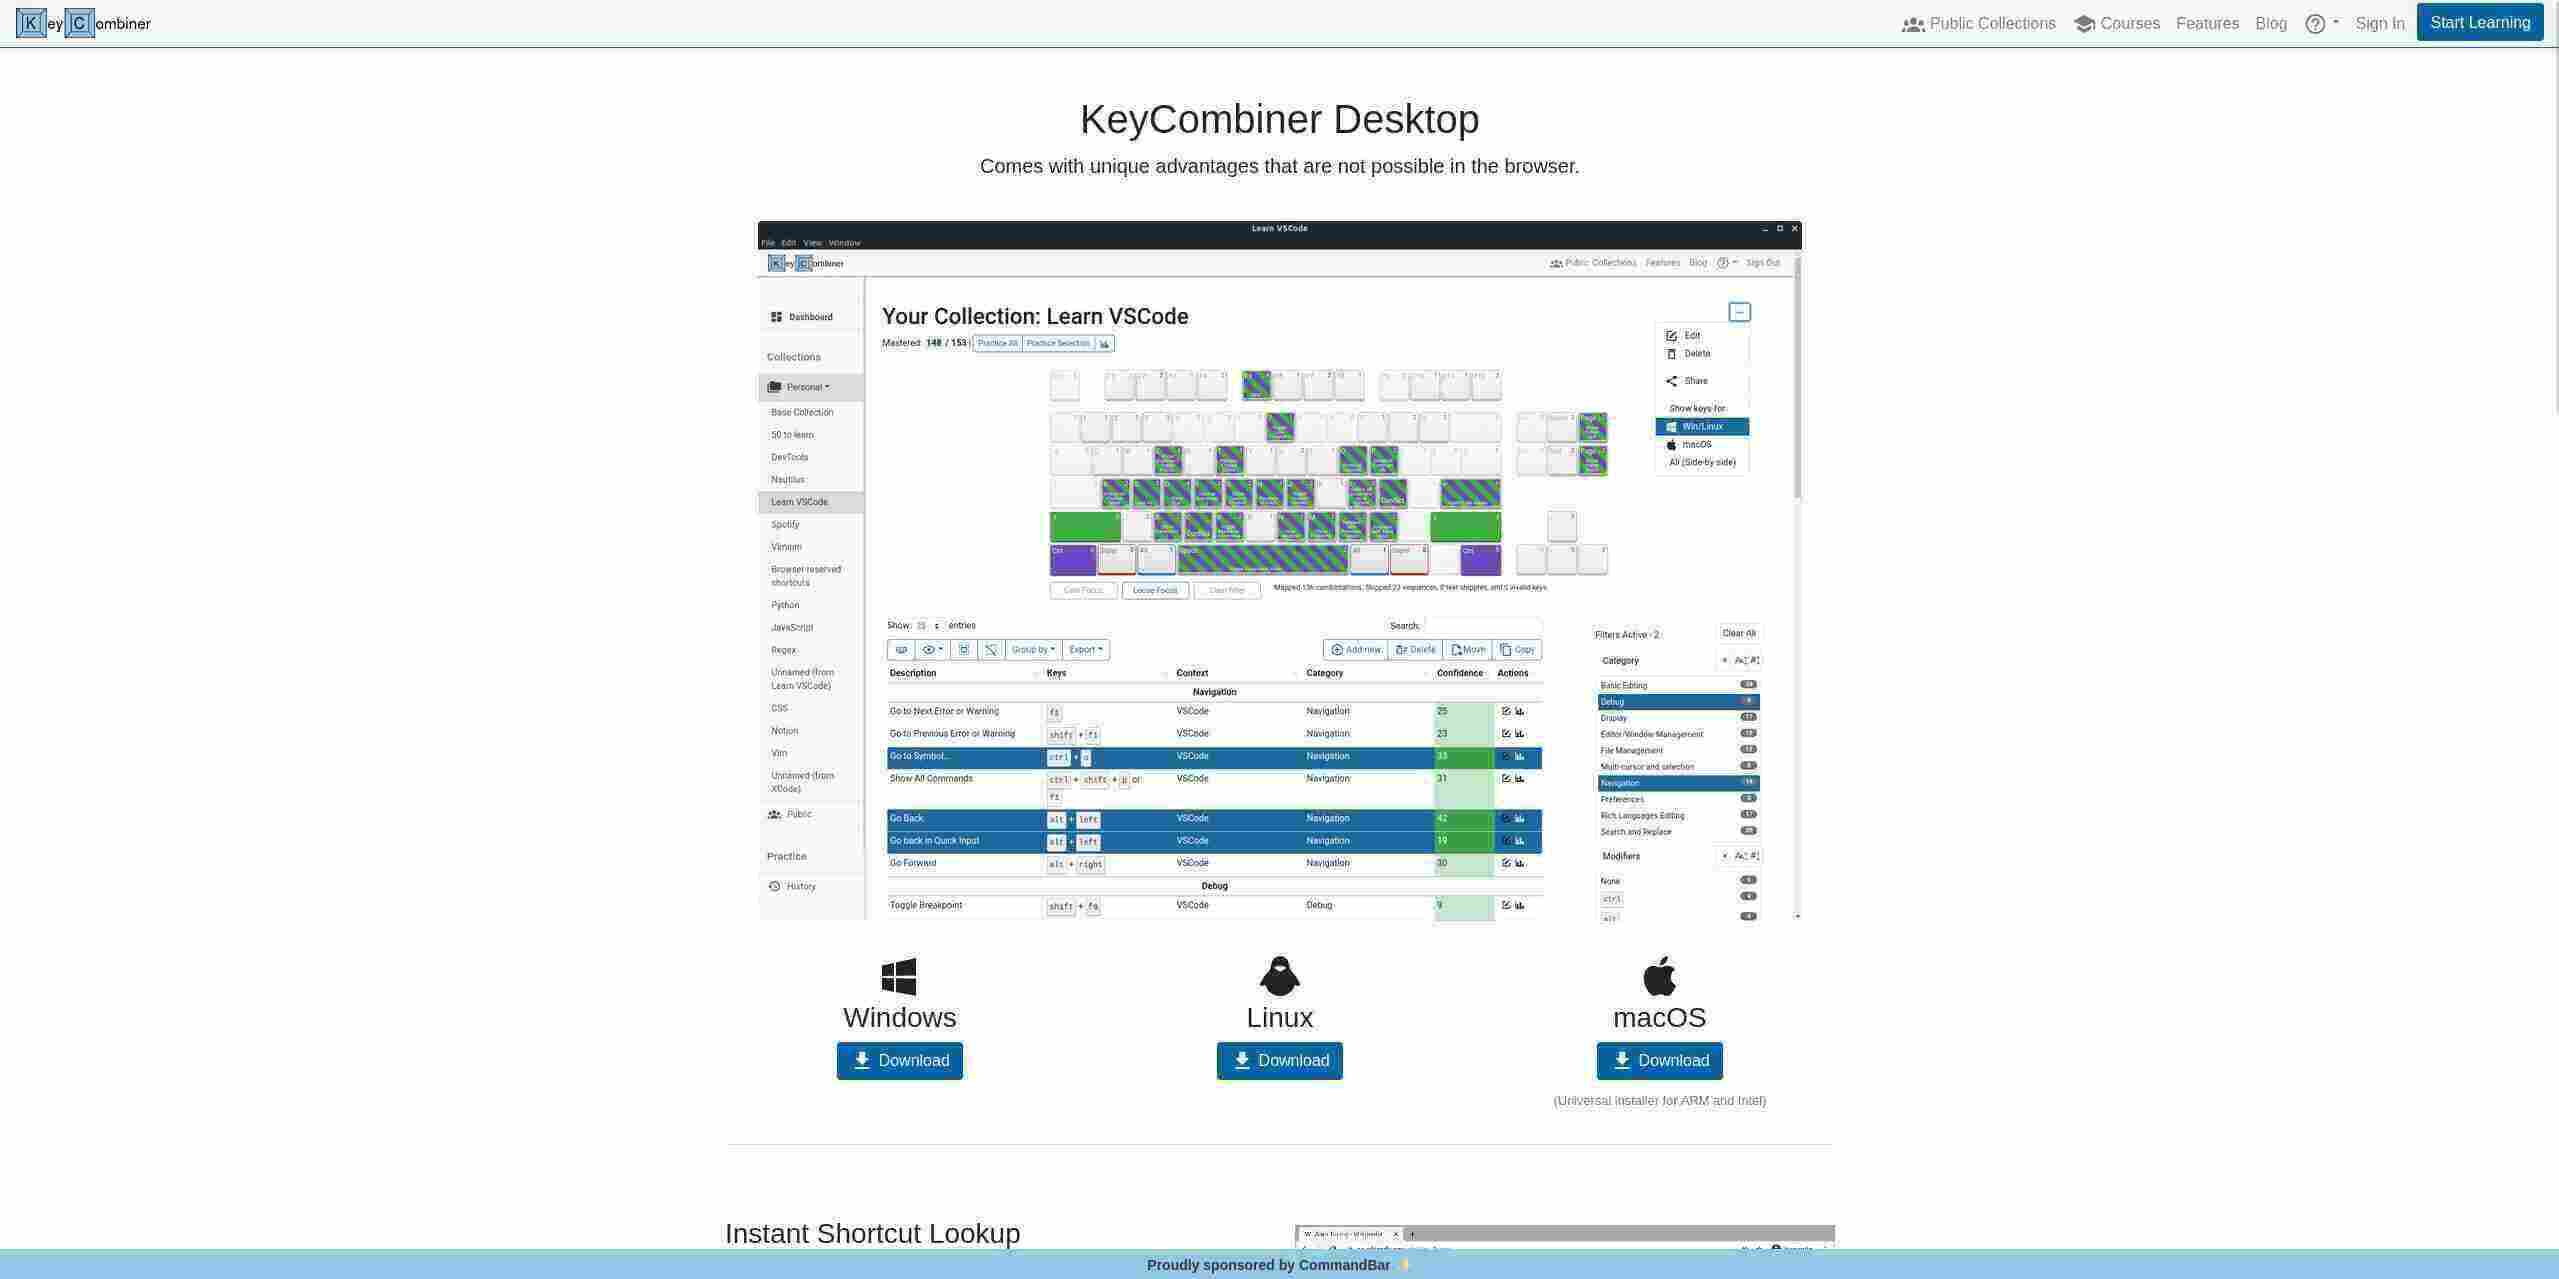 KeyCombiner
Public Collections Courses Features Blog Sign In Start Learning
KeyCombiner Desktop
Comes with unique advantages that are not possible in the browser.
Learn VSCode
File Edit View Window
KeyCombiner
Public Collections Features Blog Sign Out
Dashboard
Collections
Personal
Base Collection
50 to learn
DevTools
Nautilus
Learn VSCode
Spotify
Vimium
Browser reserved
shortcuts
Python
JavaScript
Regex
Unnamed (from
Learn VSCode)
CSS
Notion
Vim
Unnamed (from
XCode)
Public
Practice
History
Your Collection: Learn VSCode
Mastered: 148 / 153 Practice All Practice Selection
Edit
Delete
Share
Show keys for
Win/Linux
macOS
All (Side-by side)
Gain Focus Loose Focus Clear filter
Show: entries
Search:
Group by Export
Add new Delete Move Copy
Description Keys Context Category Confidence Actions
Navigation
Go to Next Error or Warning VSCode Navigation 25
Go to Previous Error or Warning shift + VSCode Navigation 23
Go to Symbol... ctrl + o VSCode Navigation 33
Show All Commands ctrl + shift + p or VSCode Navigation 31
Go Back alt + left VSCode Navigation 42
Go back in Quick Input alt + left VSCode Navigation 19
Go Forward alt + right VSCode Navigation 30
Debug
Toggle Breakpoint shift + VSCode Debug 9
Filters Active - 2
Clear All
Category
Basic Editing
Debug
Display
Editor/Window Management
File Management
Multi-cursor and selection
Navigation
Preferences
Rich Languages Editing
Search and Replace
Modifiers
None
ctrl
alt
Windows
Download
Linux
Download
macOS
Download
(Universal installer for ARM and Intel)
Instant Shortcut Lookup
Proudly sponsored by CommandBar ✨